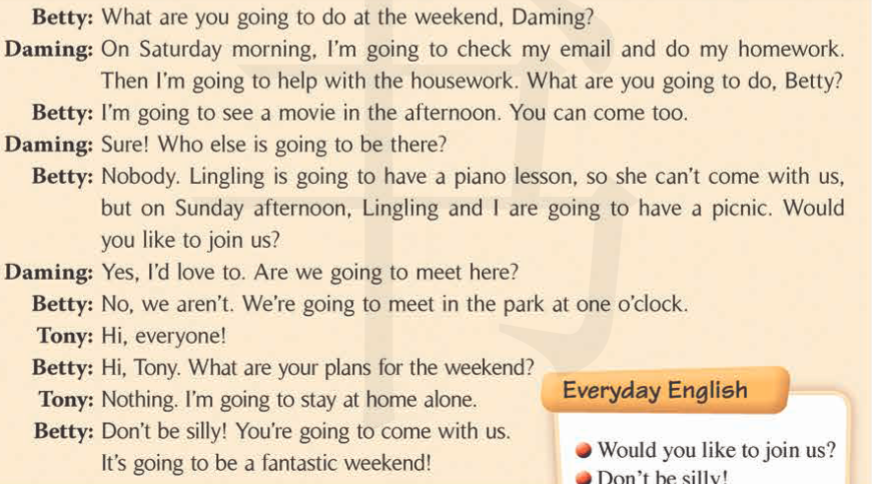 Betty: What are you going to do at the weekend, Daming?
Daming: On Saturday morning, I'm going to check my email and do my homework.
Then I'm going to help with the housework. What are you going to do, Betty?
Betty: I'm going to see a movie in the afternoon. You can come too.
Daming: Sure! Who else is going to be there?
Betty: Nobody. Lingling is going to have a piano lesson, so she can't come with us,
but on Sunday afternoon, Lingling and I are going to have a picnic. Would
you like to join us?
Daming: Yes, I'd love to. Are we going to meet here?
Betty: No, we aren't. We're going to meet in the park at one o'clock.
Tony: Hi, everyone!
Betty: Hi, Tony. What are your plans for the weekend?
Tony: Nothing. I'm going to stay at home alone.
Betty: Don't be silly! You're going to come with us.
It's going to be a fantastic weekend!
Everyday English
Would you like to join us?
Don't be silly!